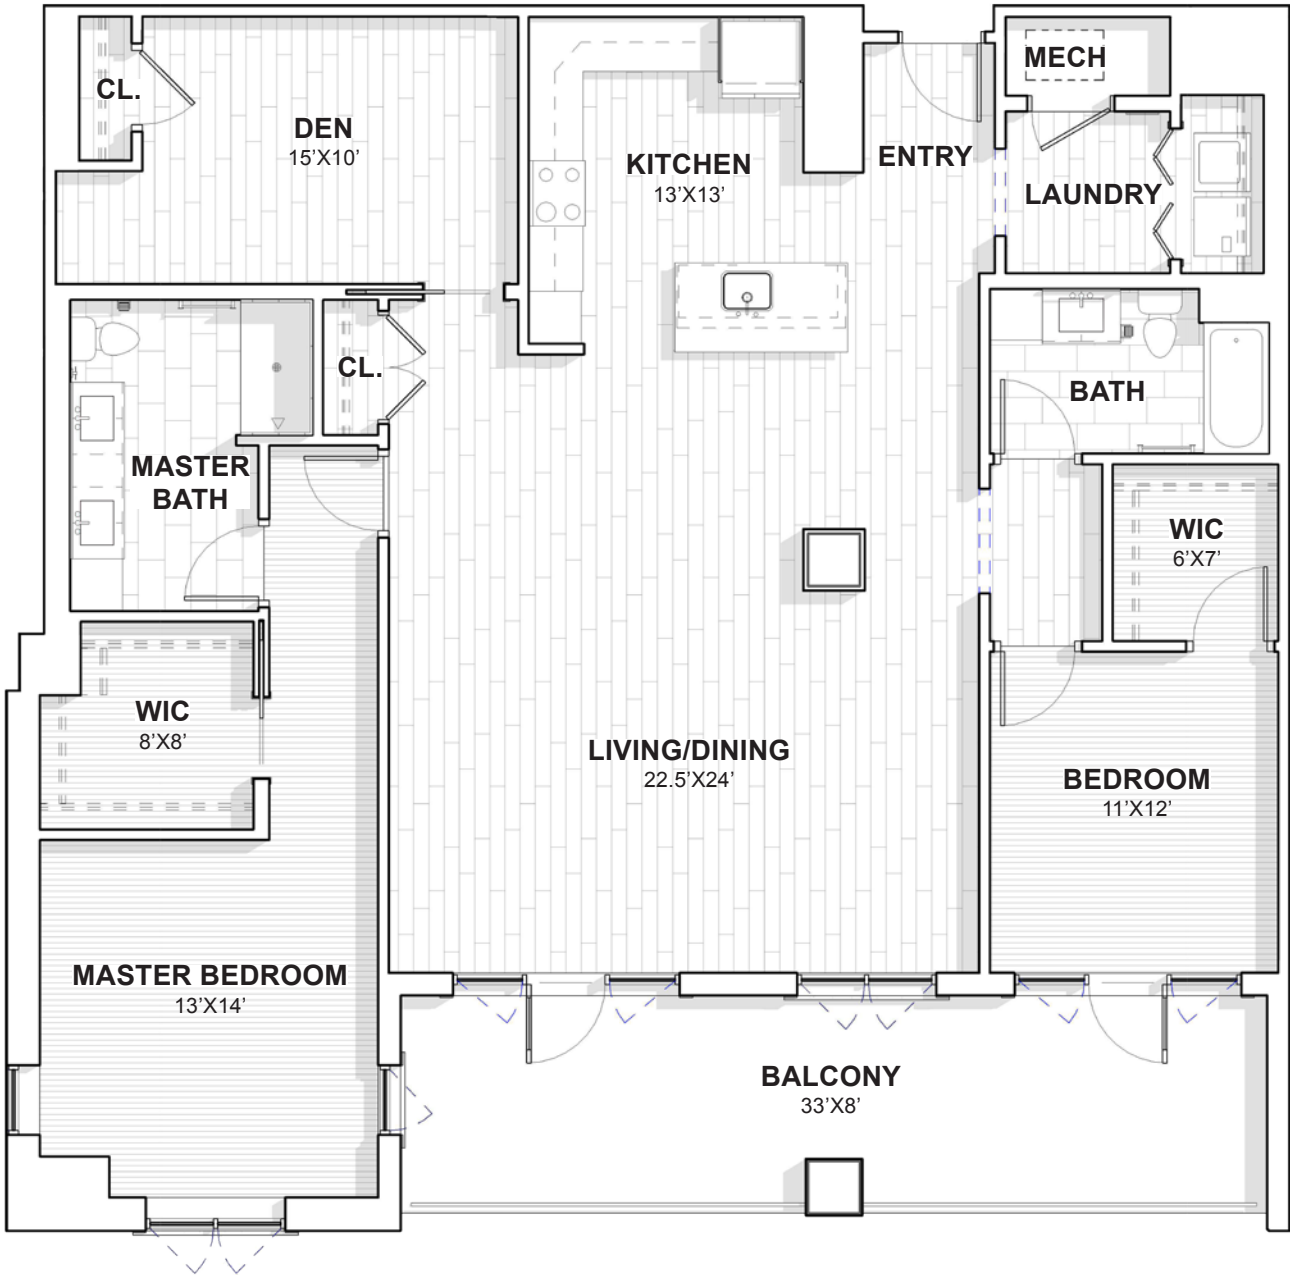 MECH
CL.
DEN
15’X10’
KITCHEN
13’X13’
ENTRY
LAUNDRY
CL.
BATH
MASTER
BATH
WIC
6’X7’
WIC
8’X8’
LIVING/DINING
22.5’X24’
BEDROOM
11’X12’
MASTER BEDROOM
13’X14’
BALCONY
33’X8’